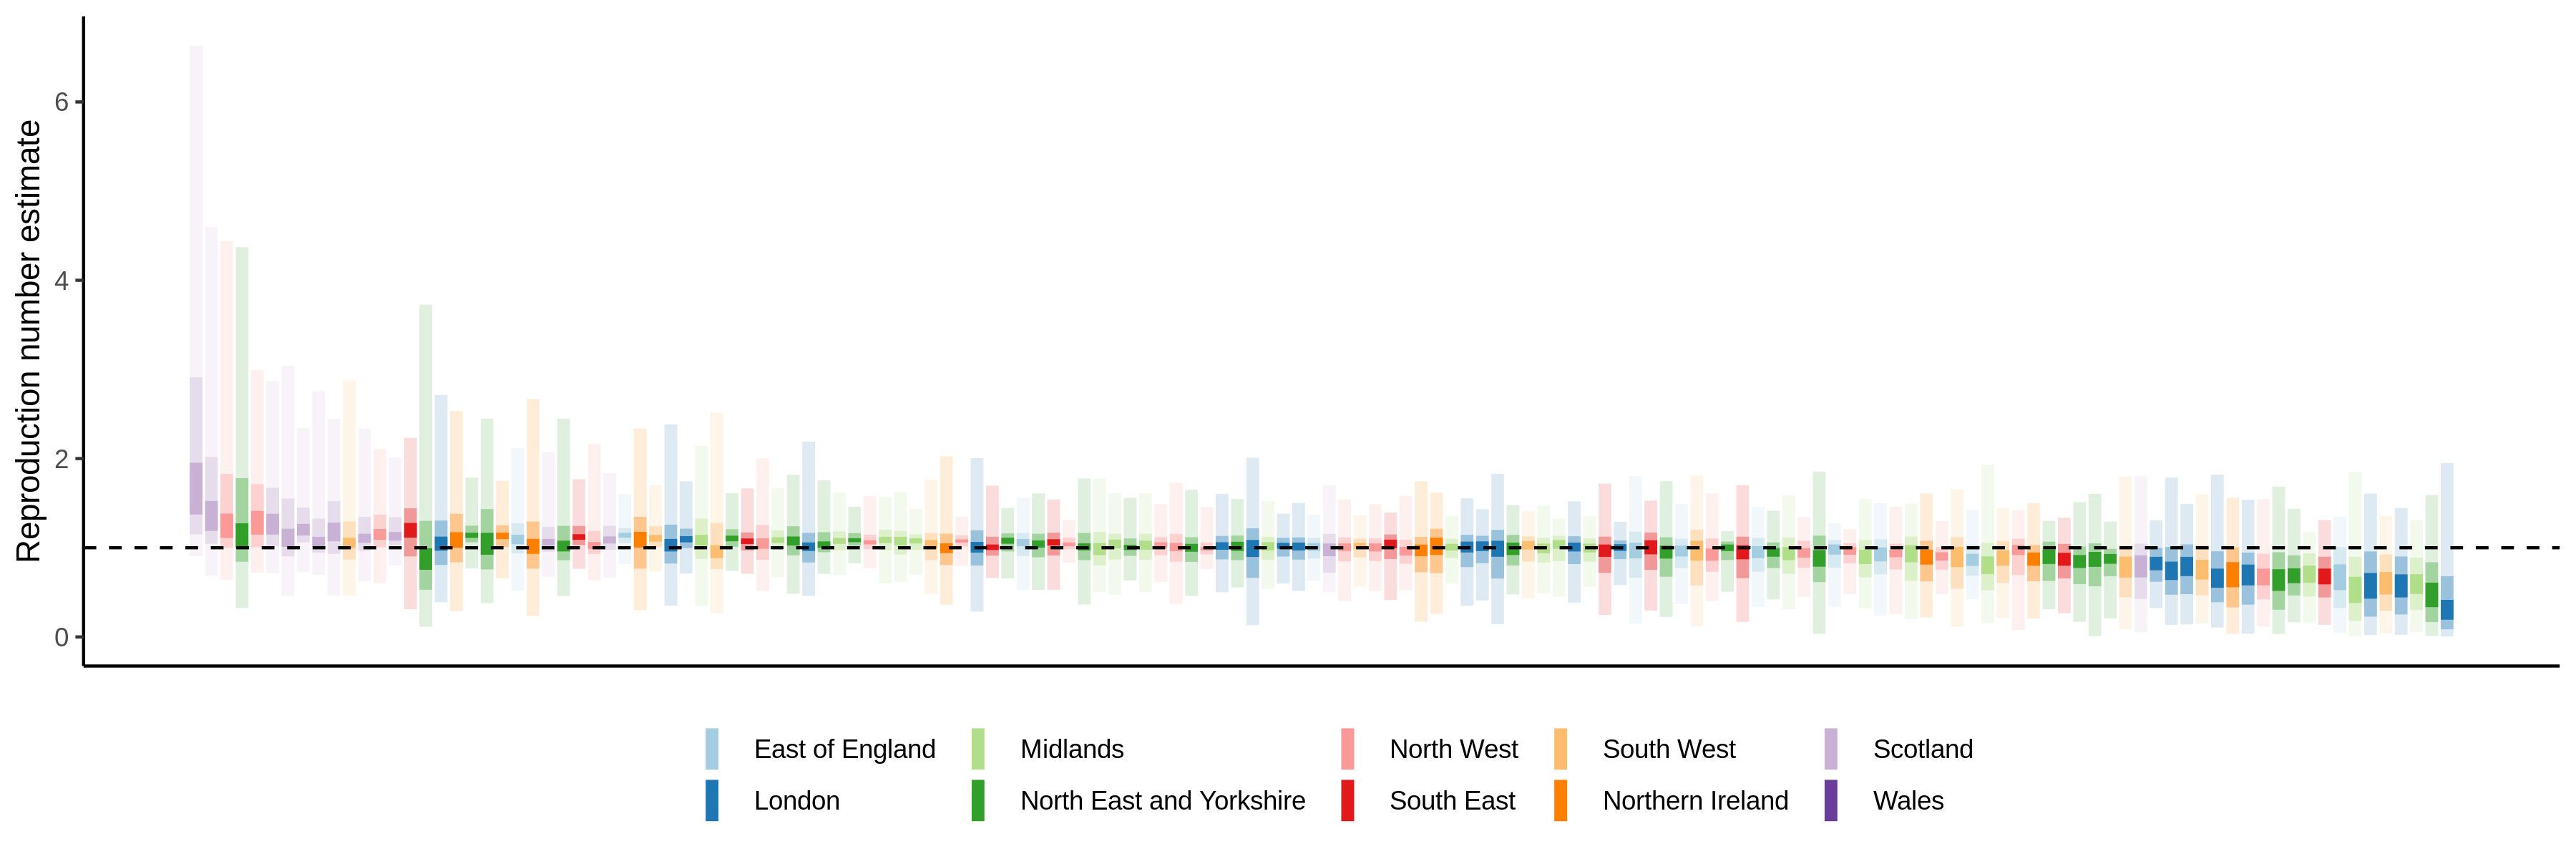 Reproduction number estimate
6
4
2
0
East of England
Midlands
North West
South West
Scotland
London
North East and Yorkshire
South East
Northern Ireland
Wales